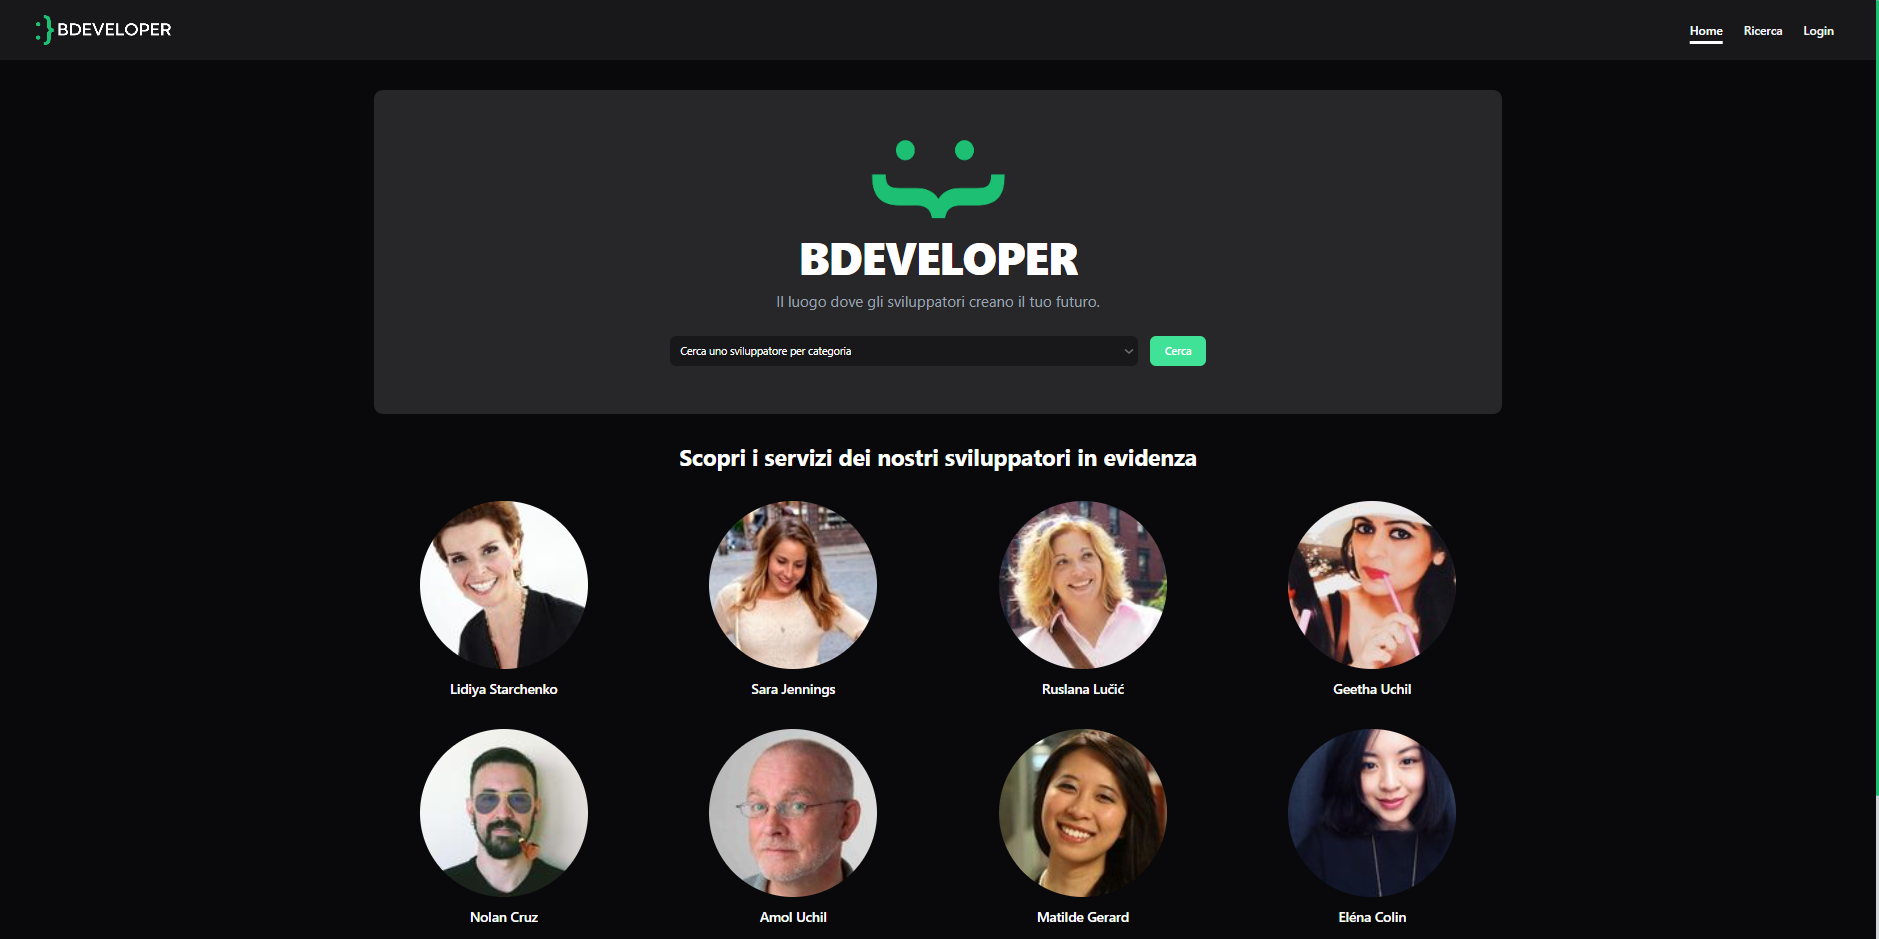 BDEVELOPER
Home
Ricerca
Login
BDEVELOPER
Il luogo dove gli sviluppatori creano il tuo futuro.
Cerca uno sviluppatore per categoria
Cerca
Scopri i servizi dei nostri sviluppatori in evidenza
Lidiya Starchenko
Sara Jennings
Ruslana Lučić
Geetha Uchil
Nolan Cruz
Amol Uchil
Matilde Gerard
Eléna Colin